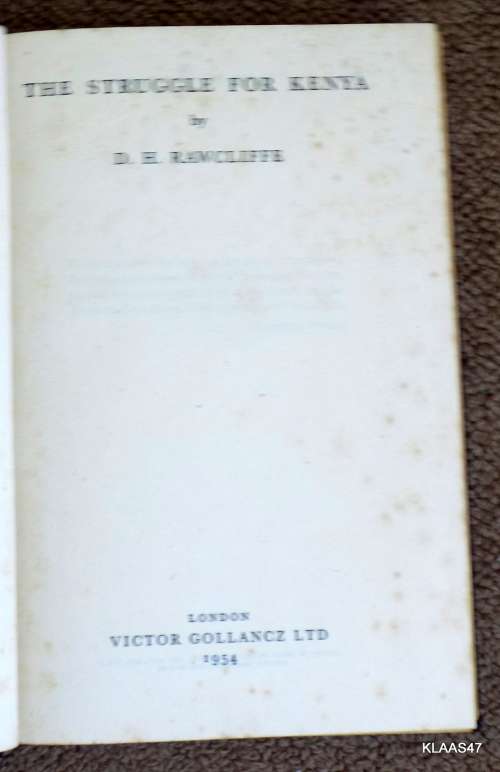 THE STRUGGLE FOR KENYA
by
D. H. RAWCLIFFE
LONDON
VICTOR GOLLANCZ LTD
1954
KLAAS47